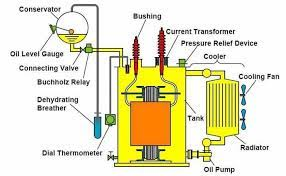 Bushing
Conservator
Current Transformer
Pressure Relief Device
Cooler
Oil Level Gauge
Connecting Valve
Cooling Fan
Buchholz Relay
Dehydrating
Breather
Tank
Dial Thermometer
Radiator
Oil Pump